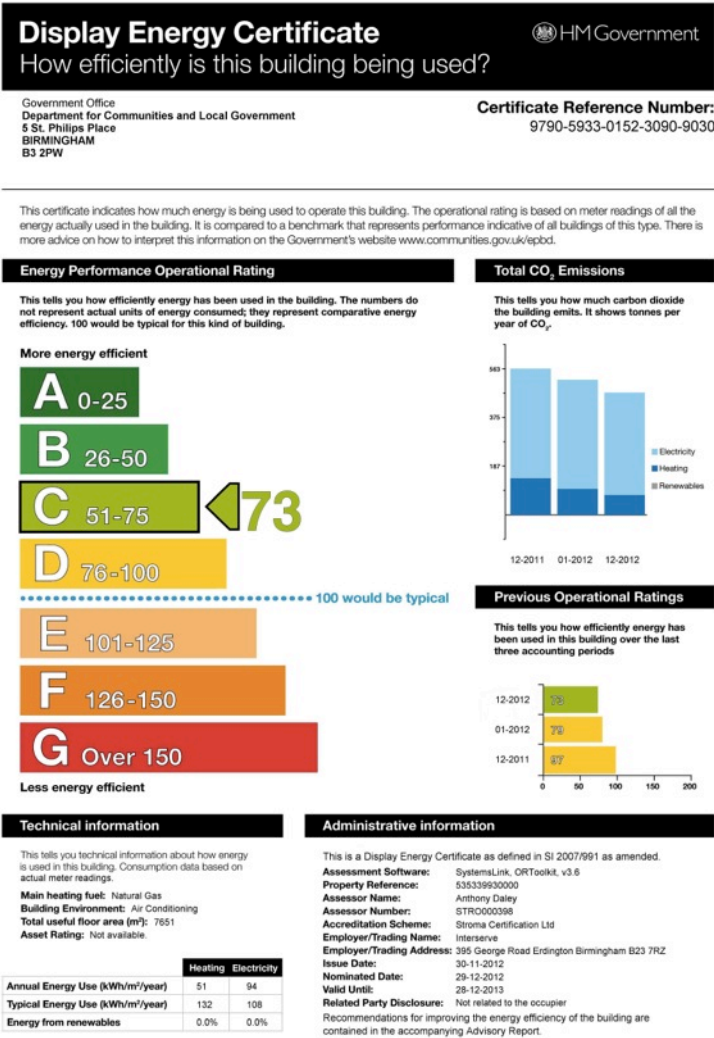 Display Energy Certificate
How efficiently is this building being used?
HM Government
Government Office
Department for Communities and Local Government
5 St. Philips Place
BIRMINGHAM
B3 2PW
Certificate Reference Number:
9790-5933-0152-3090-9030
This certificate indicates how much energy is being used to operate this building. The operational rating is based on meter readings of all the
energy actually used in the building. It is compared to a benchmark that represents performance indicative of all buildings of this type. There is
more advice on how to interpret this information on the Government's website www.communities.gov.uk/epbd.
Energy Performance Operational Rating
This tells you how efficiently energy has been used in the building. The numbers do
not represent actual units of energy consumed; they represent comparative energy
efficiency. 100 would be typical for this kind of building.
More energy efficient
A 0-25
B 26-50
C 51-75
73
D 76-100
100 would be typical
E 101-125
F 126-150
G Over 150
Less energy efficient
Total CO2 Emissions
This tells you how much carbon dioxide
the building emits. It shows tonnes per
year of CO2.
563
375
187
Electricity
Heating
Renewables
12-2011 01-2012 12-2012
Previous Operational Ratings
This tells you how efficiently energy has
been used in this building over the last
three accounting periods
12-2012 73
01-2012 79
12-2011 97
0 50 100 150 200
Technical information
This tells you technical information about how energy
is used in this building. Consumption data based on
actual meter readings.
Main heating fuel: Natural Gas
Building Environment: Air Conditioning
Total useful floor area (m²): 7651
Asset Rating: Not available.
Heating Electricity
Annual Energy Use (kWh/m²/year) 51 94
Typical Energy Use (kWh/m²/year) 132 108
Energy from renewables 0.0% 0.0%
Administrative information
This is a Display Energy Certificate as defined in SI 2007/991 as amended.
Assessment Software: SystemsLink, ORToolkit, v3.6
Property Reference: 535339930000
Assessor Name: Anthony Daley
Assessor Number: STRO000398
Accreditation Scheme: Stroma Certification Ltd
Employer/Trading Name: Interserve
Employer/Trading Address: 395 George Road Erdington Birmingham B23 7RZ
Issue Date: 30-11-2012
Nominated Date: 29-12-2012
Valid Until: 28-12-2013
Related Party Disclosure: Not related to the occupier
Recommendations for improving the energy efficiency of the building are
contained in the accompanying Advisory Report.